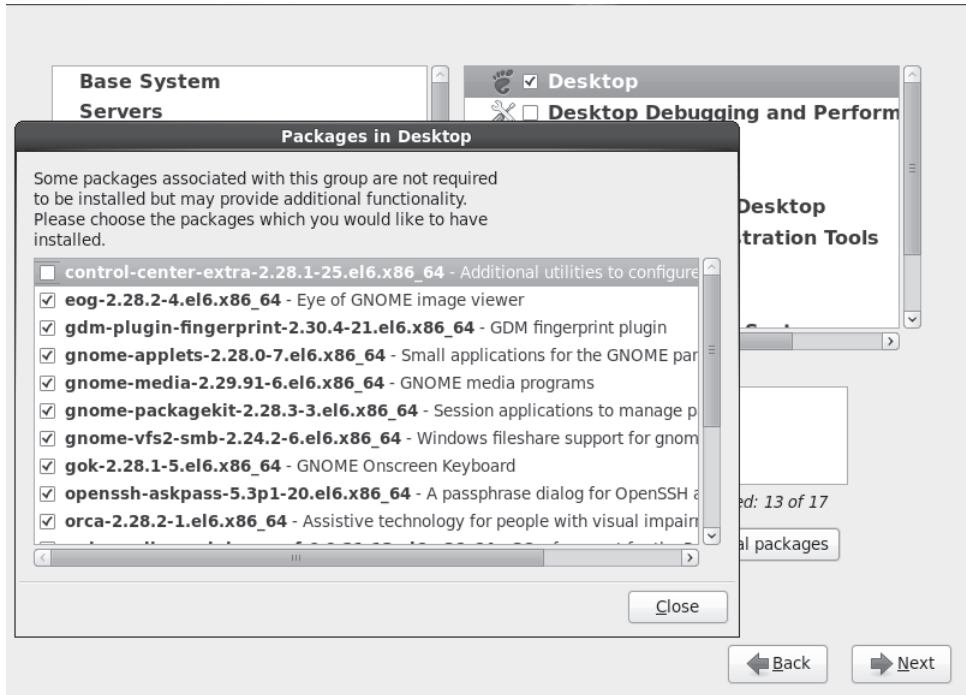 Base System
Servers
Desktop
Desktop Debugging and Perform
Desktop
tration Tools
Packages in Desktop
Some packages associated with this group are not required
to be installed but may provide additional functionality.
Please choose the packages which you would like to have
installed.
control-center-extra-2.28.1-25.el6.x86_64 - Additional utilities to configure
eog-2.28.2-4.el6.x86_64 - Eye of GNOME image viewer
gdm-plugin-fingerprint-2.30.4-21.el6.x86_64 - GDM fingerprint plugin
gnome-applets-2.28.0-7.el6.x86_64 - Small applications for the GNOME pan
gnome-media-2.29.91-6.el6.x86_64 - GNOME media programs
gnome-packagekit-2.28.3-3.el6.x86_64 - Session applications to manage p
gnome-vfs2-smb-2.24.2-6.el6.x86_64 - Windows fileshare support for gnom
gok-2.28.1-5.el6.x86_64 - GNOME Onscreen Keyboard
openssh-askpass-5.3p1-20.el6.x86_64 - A passphrase dialog for OpenSSH a
orca-2.28.2-1.el6.x86_64 - Assistive technology for people with visual impairr
ed: 13 of 17
al packages
Close
Back
Next